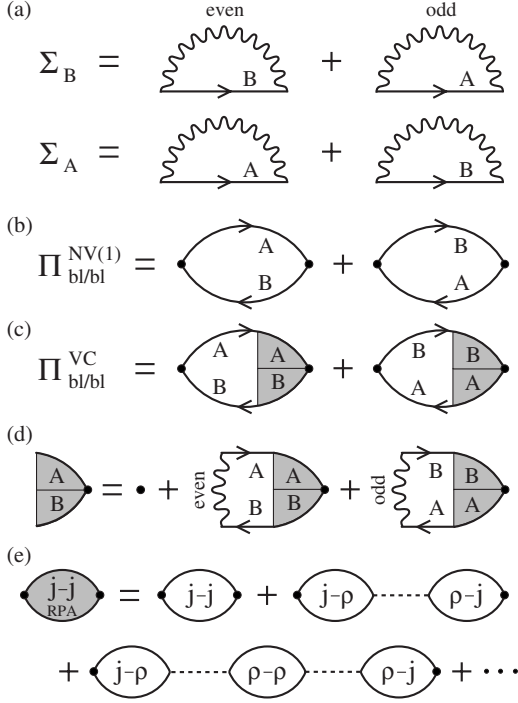 (a)
even odd
Σ_B = B + A
Σ_A = A + B
(b)
Π^NV(1)_bl/bl = A B + B A
(c)
Π^VC_bl/bl = A B A B + B A B A
(d)
A B = • + even A B A B + odd B A B A
(e)
j-j RPA = j-j + j-ρ ρ-j
+ j-ρ ρ-ρ ρ-j + ···